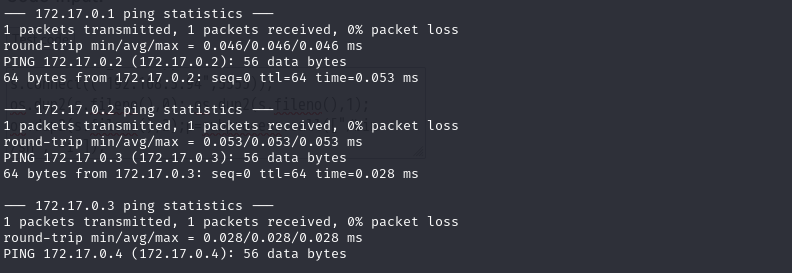 — 172.17.0.1 ping statistics —
1 packets transmitted, 1 packets received, 0% packet loss
round-trip min/avg/max = 0.046/0.046/0.046 ms
PING 172.17.0.2 (172.17.0.2): 56 data bytes
64 bytes from 172.17.0.2: seq=0 ttl=64 time=0.053 ms
— 172.17.0.2 ping statistics —
1 packets transmitted, 1 packets received, 0% packet loss
round-trip min/avg/max = 0.053/0.053/0.053 ms
PING 172.17.0.3 (172.17.0.3): 56 data bytes
64 bytes from 172.17.0.3: seq=0 ttl=64 time=0.028 ms
— 172.17.0.3 ping statistics —
1 packets transmitted, 1 packets received, 0% packet loss
round-trip min/avg/max = 0.028/0.028/0.028 ms
PING 172.17.0.4 (172.17.0.4): 56 data bytes